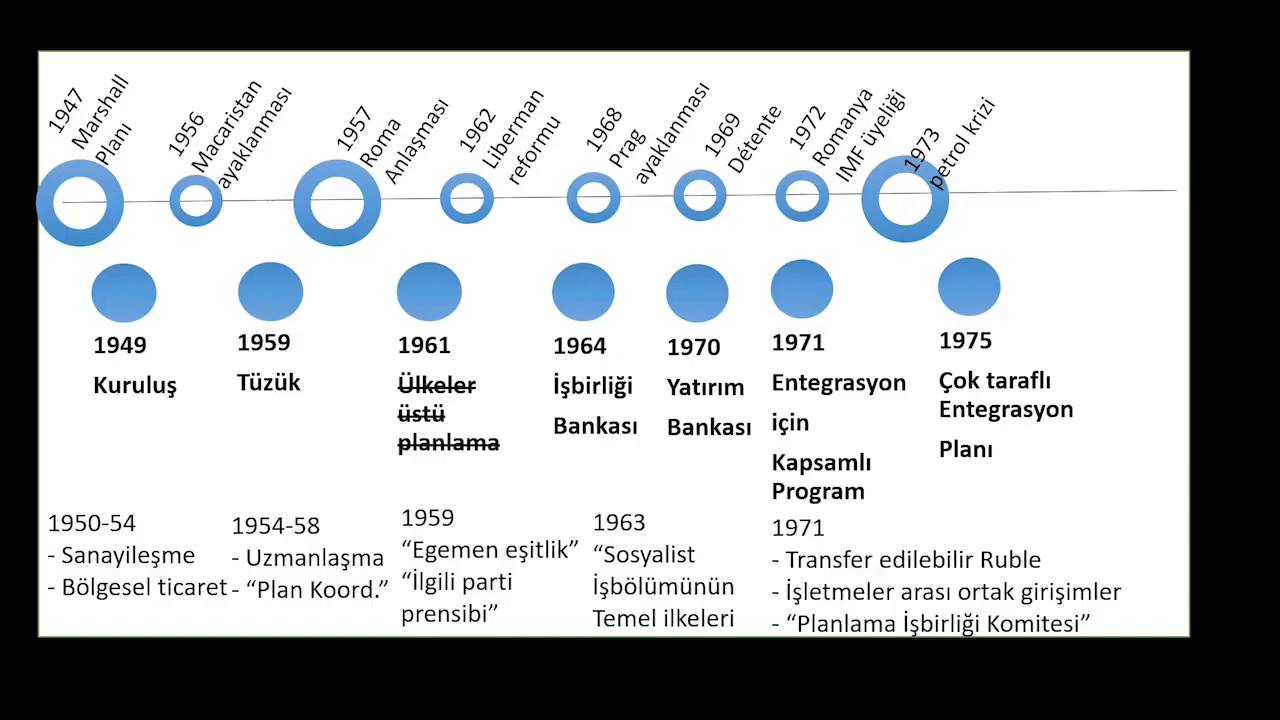 1947
Marshall
Planı
1956
Macaristan
ayaklanması
1957
Roma
Anlaşması
1962
Liberman
reformu
1968
Prag
ayaklanması
1969
Détente
1972
Romanya
IMF üyeliği
1973
petrol krizi
1949
Kuruluş
1959
Tüzük
1961
Ülkeler
üstü
planlama
1964
İşbirliği
Bankası
1970
Yatırım
Bankası
1971
Entegrasyon
için
Kapsamlı
Program
1975
Çok taraflı
Entegrasyon
Planı
1950-54
- Sanayileşme
- Bölgesel ticaret
1954-58
- Uzmanlaşma
- “Plan Koord.”
1959
“Egemen eşitlik”
“İlgili parti
prensibi”
1963
“Sosyalist
İşbölümünün
Temel ilkeleri
1971
- Transfer edilebilir Ruble
- İşletmeler arası ortak girişimler
- “Planlama İşbirliği Komitesi”